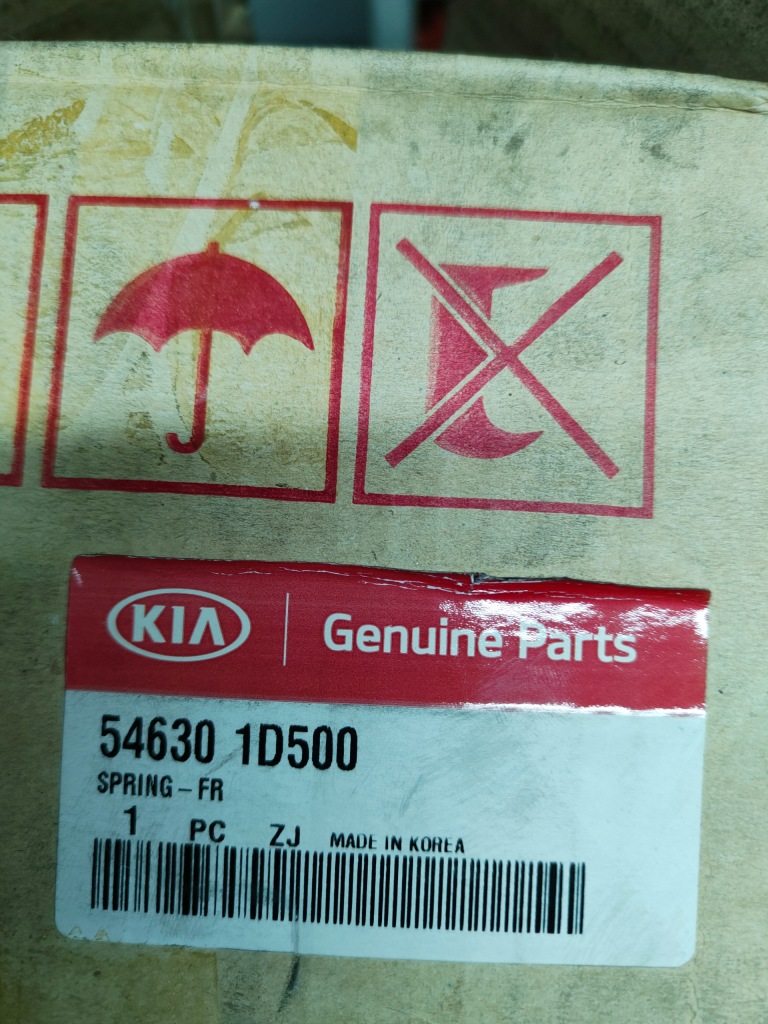 KIA Genuine Parts
54630 1D500
SPRING-FR
1 PC ZJ MADE IN KOREA